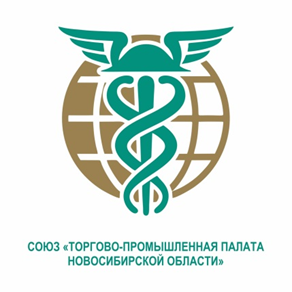 СОЮЗ «ТОРГОВО-ПРОМЫШЛЕННАЯ ПАЛАТА
НОВОСИБИРСКОЙ ОБЛАСТИ»